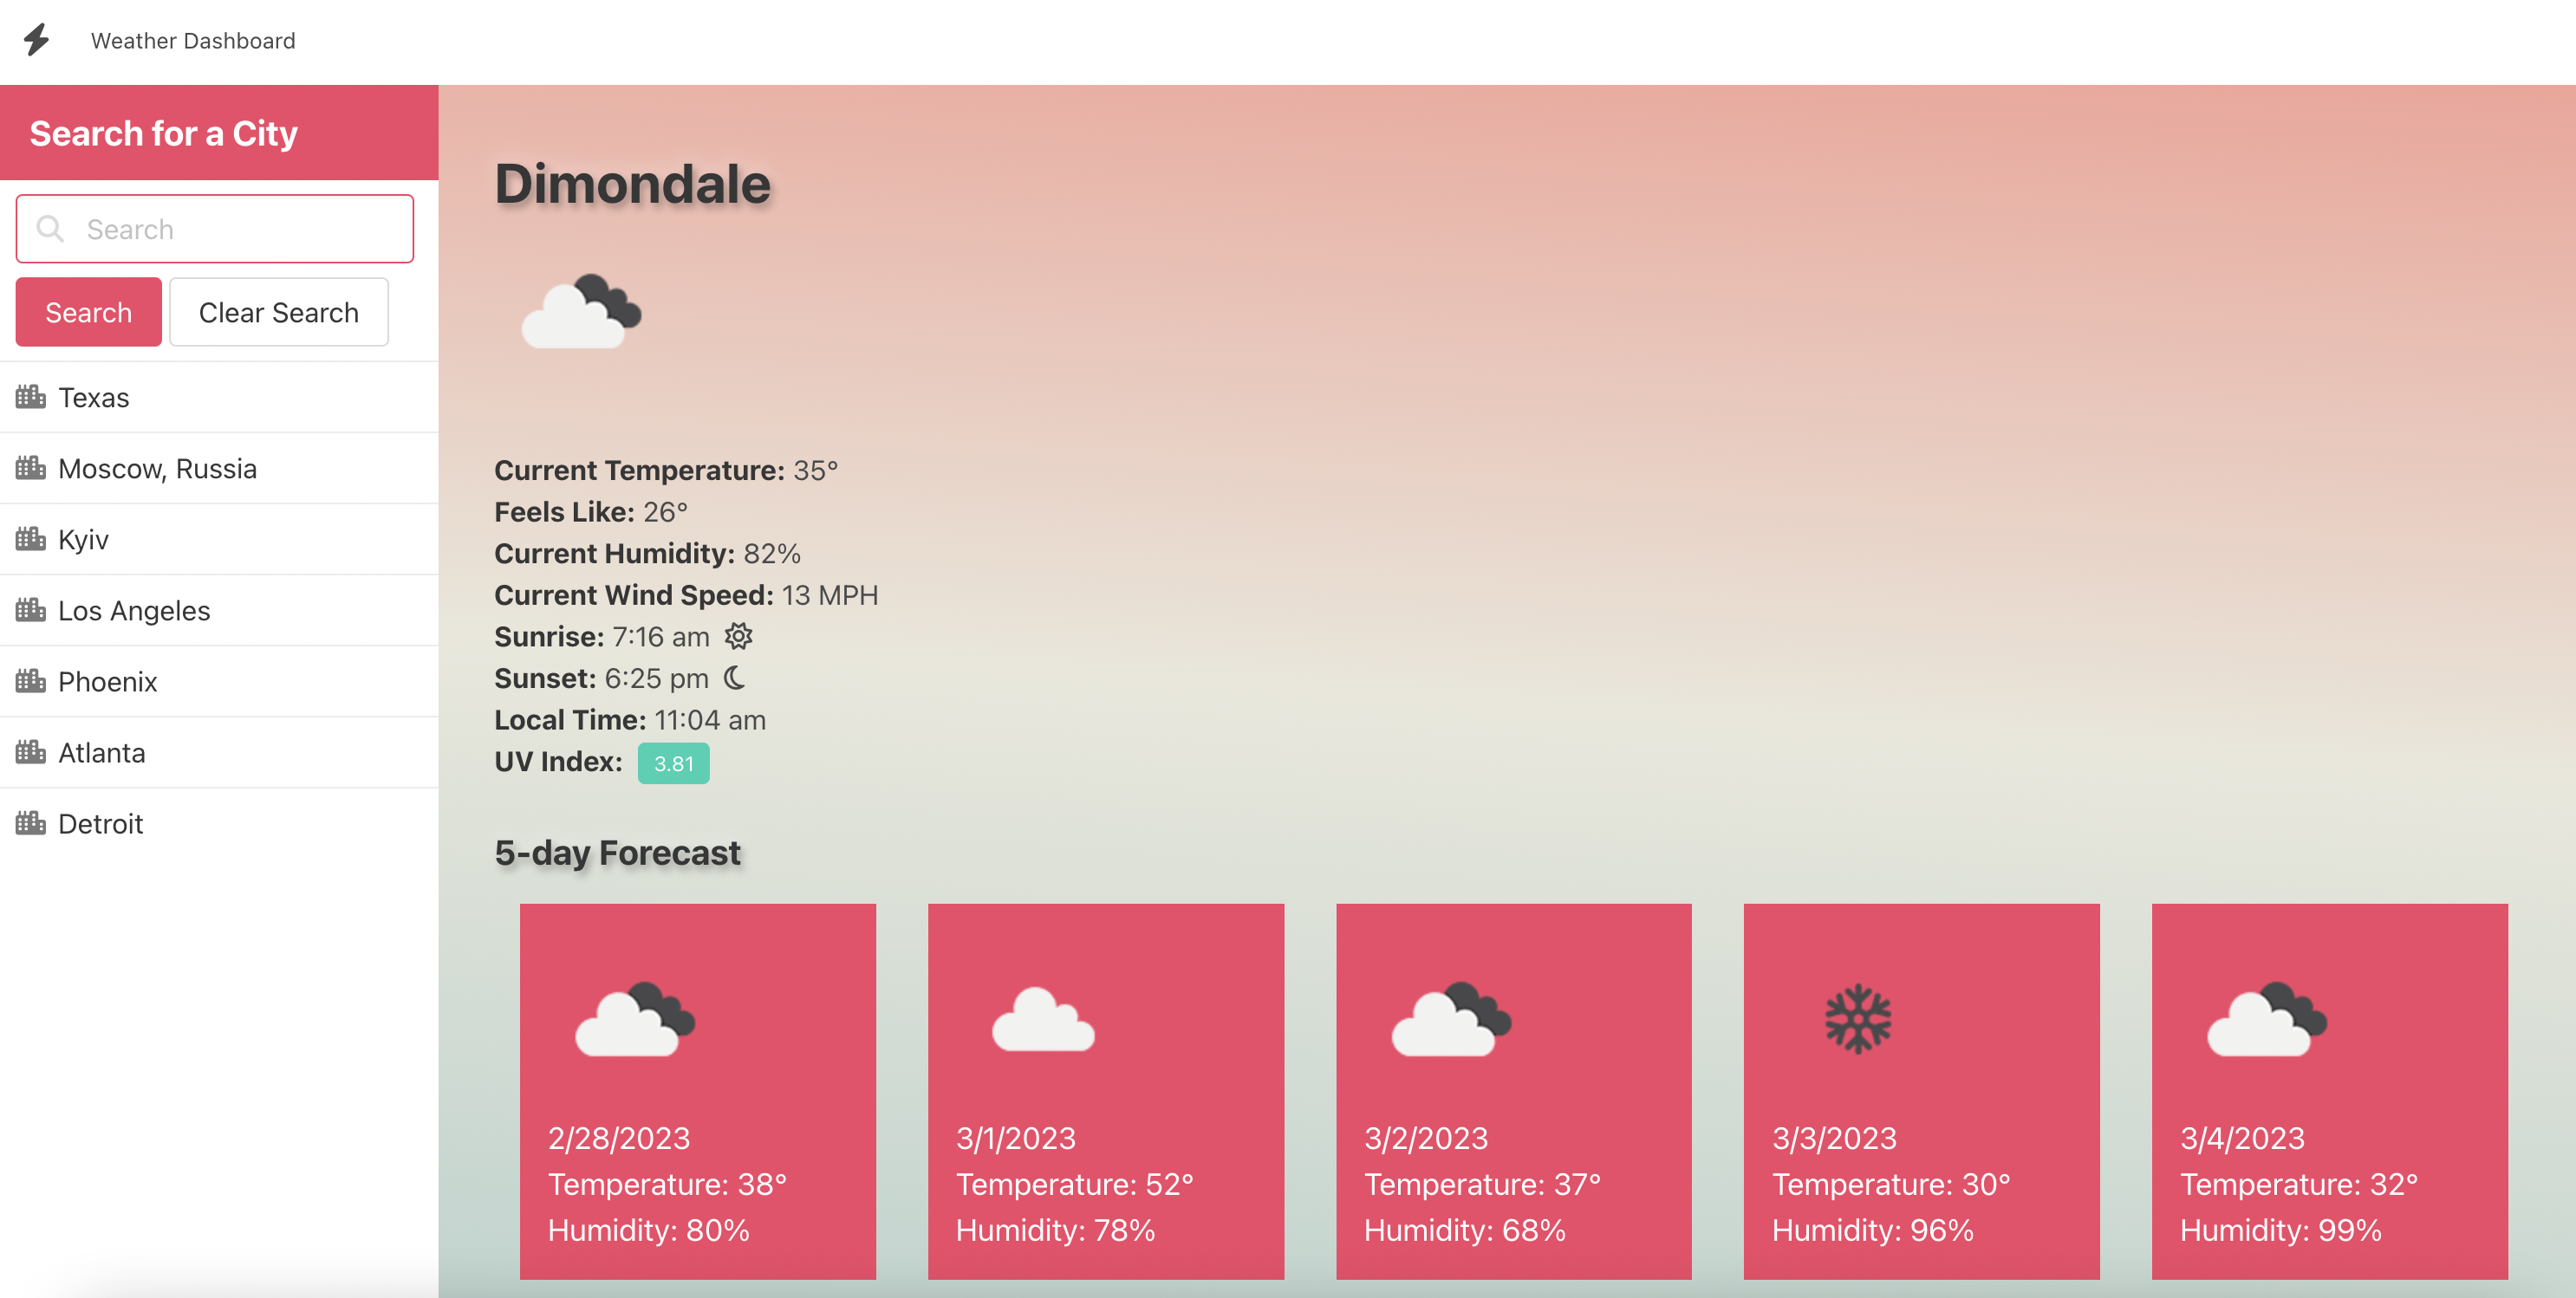 Weather Dashboard
Search for a City
Search
Search
Clear Search
Texas
Moscow, Russia
Kyiv
Los Angeles
Phoenix
Atlanta
Detroit
Dimondale
Current Temperature: 35°
Feels Like: 26°
Current Humidity: 82%
Current Wind Speed: 13 MPH
Sunrise: 7:16 am
Sunset: 6:25 pm
Local Time: 11:04 am
UV Index: 3.81
5-day Forecast
2/28/2023
Temperature: 38°
Humidity: 80%
3/1/2023
Temperature: 52°
Humidity: 78%
3/2/2023
Temperature: 37°
Humidity: 68%
3/3/2023
Temperature: 30°
Humidity: 96%
3/4/2023
Temperature: 32°
Humidity: 99%